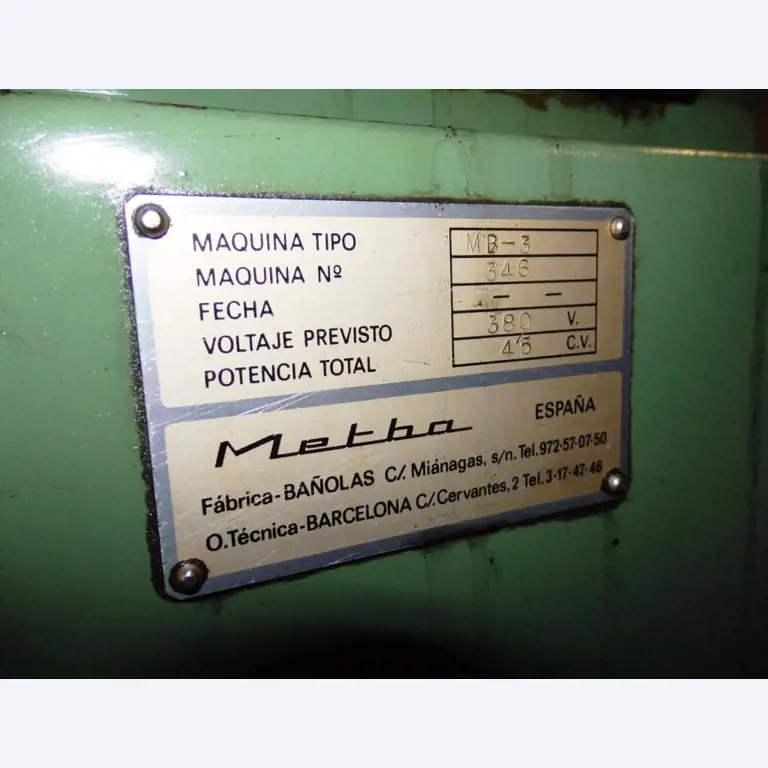 MAQUINA TIPO MB-3
MAQUINA Nº 346
FECHA — —
VOLTAJE PREVISTO 380 V.
POTENCIA TOTAL 4'5 C.V.
Metba ESPAÑA
Fábrica-BAÑOLAS C/. Miánagas, s/n. Tel. 972-57-07-50
O.Técnica-BARCELONA C/.Cervantes, 2 Tel. 3-17-47-46